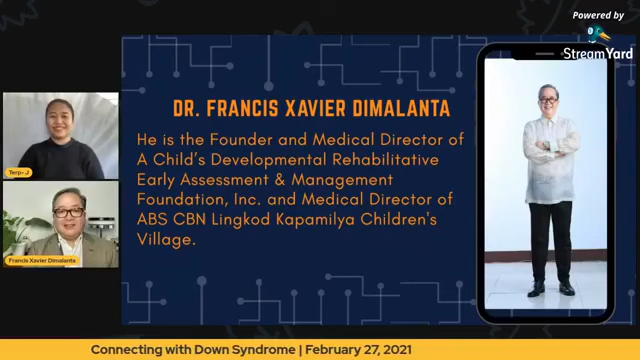 Powered by
StreamYard
DR. FRANCIS XAVIER DIMALANTA
He is the Founder and Medical Director of
A Child's Developmental Rehabilitative
Early Assessment & Management
Foundation, Inc. and Medical Director of
ABS CBN Lingkod Kapamilya Children's
Village.
Terp- J
Francis Xavier Dimalanta
Connecting with Down Syndrome | February 27, 2021